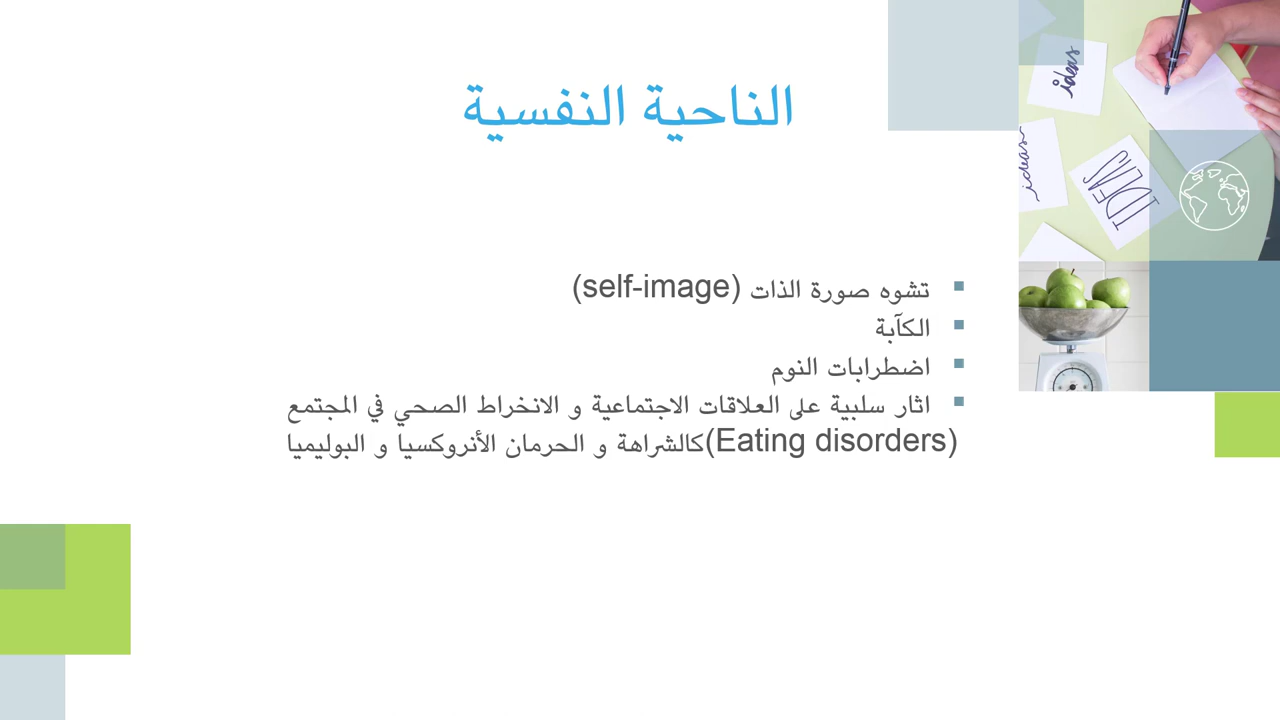 الناحية النفسية
تشوه صورة الذات (self-image)
الكآبة
اضطرابات النوم
اثار سلبية على العلاقات الاجتماعية و الانخراط الصحي في المجتمع
(Eating disorders)كالشراهة و الحرمان الأنروكسيا و البوليميا
ideas
ideas
IDEAS